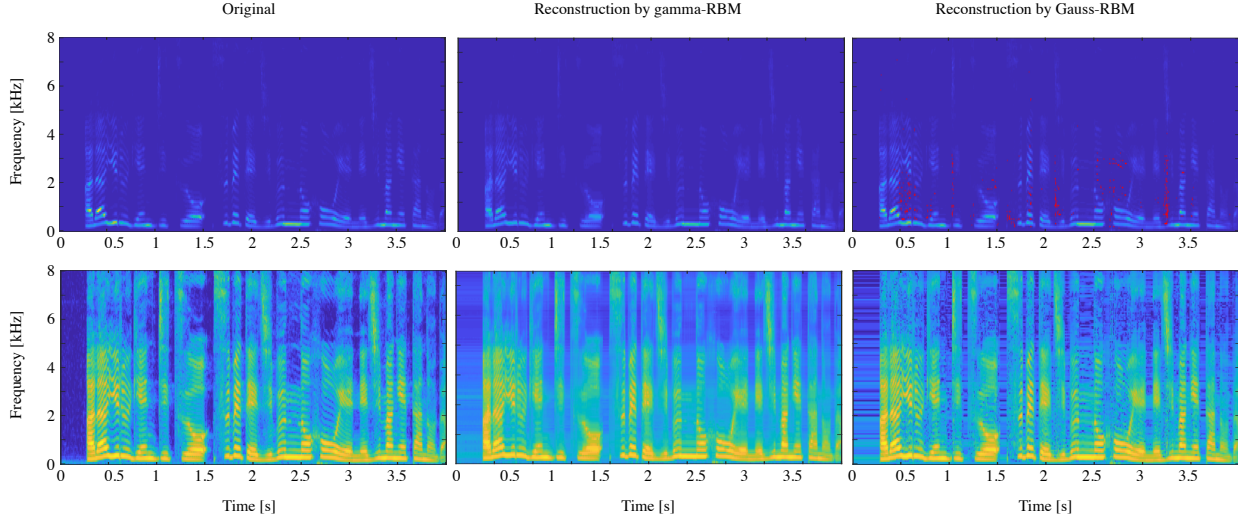 Original Reconstruction by gamma-RBM Reconstruction by Gauss-RBM
Frequency [kHz]
8
6
4
2
0
0 0.5 1 1.5 2 2.5 3 3.5
0 0.5 1 1.5 2 2.5 3 3.5
0 0.5 1 1.5 2 2.5 3 3.5
Frequency [kHz]
8
6
4
2
0
0 0.5 1 1.5 2 2.5 3 3.5
0 0.5 1 1.5 2 2.5 3 3.5
0 0.5 1 1.5 2 2.5 3 3.5
Time [s] Time [s] Time [s]